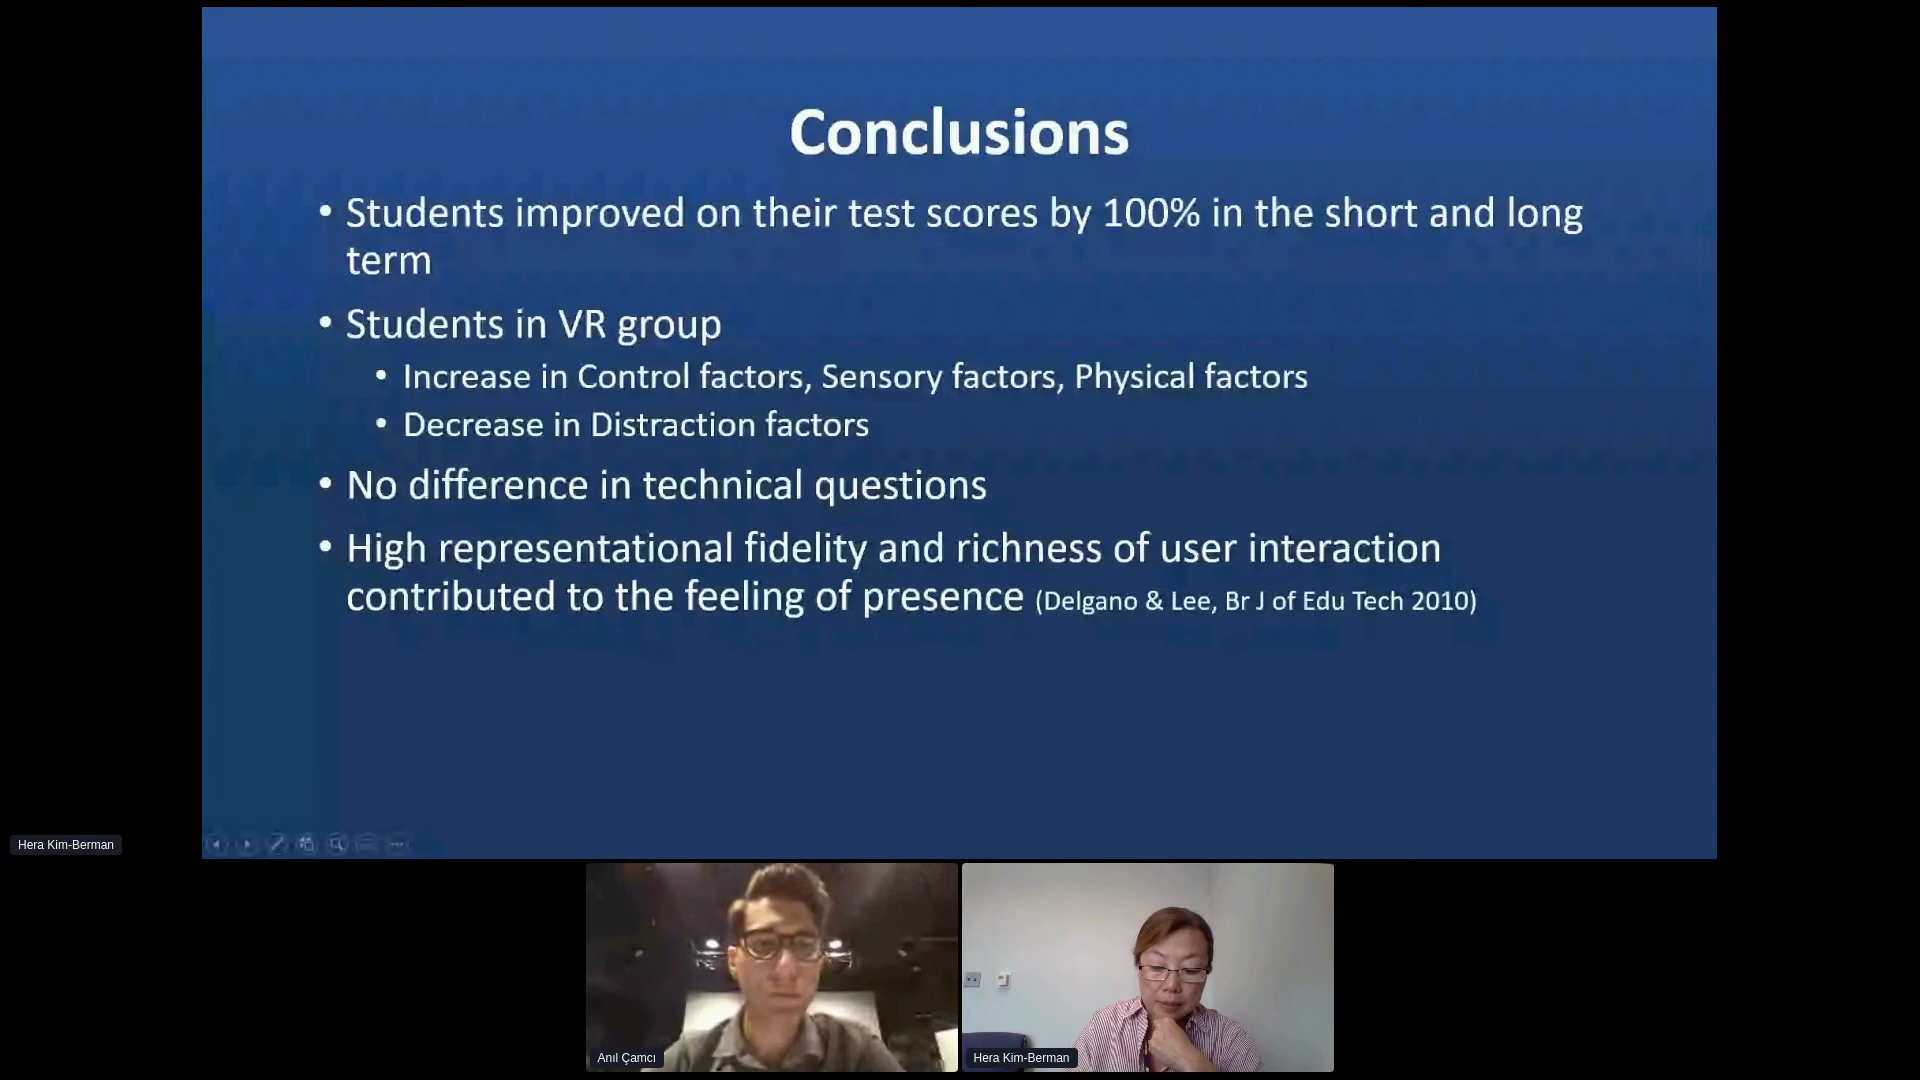 Conclusions
• Students improved on their test scores by 100% in the short and long
term
• Students in VR group
• Increase in Control factors, Sensory factors, Physical factors
• Decrease in Distraction factors
• No difference in technical questions
• High representational fidelity and richness of user interaction
contributed to the feeling of presence (Delgano & Lee, Br J of Edu Tech 2010)
Hera Kim-Berman
Anıl Çamcı
Hera Kim-Berman